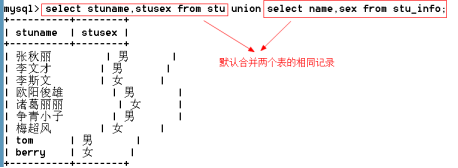 mysql> select stuname,stusex from stu union select name,sex from stu_info;
+----------+--------+
| stuname | stusex |
+----------+--------+
| 张秋丽 | 男 |
| 李文才 | 男 |
| 李斯文 | 女 |
| 欧阳俊雄 | 男 |
| 诸葛丽丽 | 女 |
| 争青小子 | 男 |
| 梅超风 | 女 |
| tom | 男 |
| berry | 女 |
+----------+--------+
默认合并两个表的相同记录